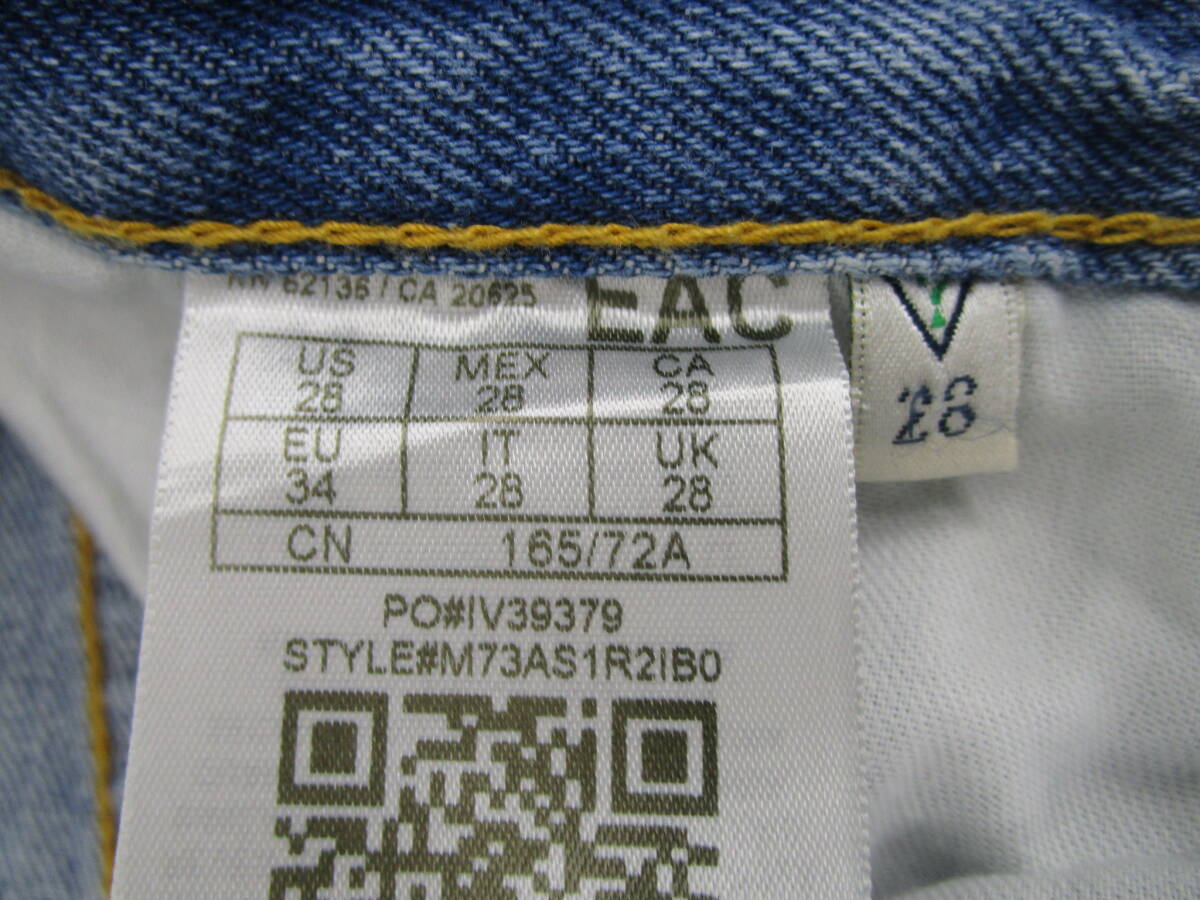 RN 62136 / CA 20625
EAC
US MEX CA
28 28 28
EU IT UK
34 28 28
CN 165/72A
PO#IV39379
STYLE#M73AS1R2IB0
28